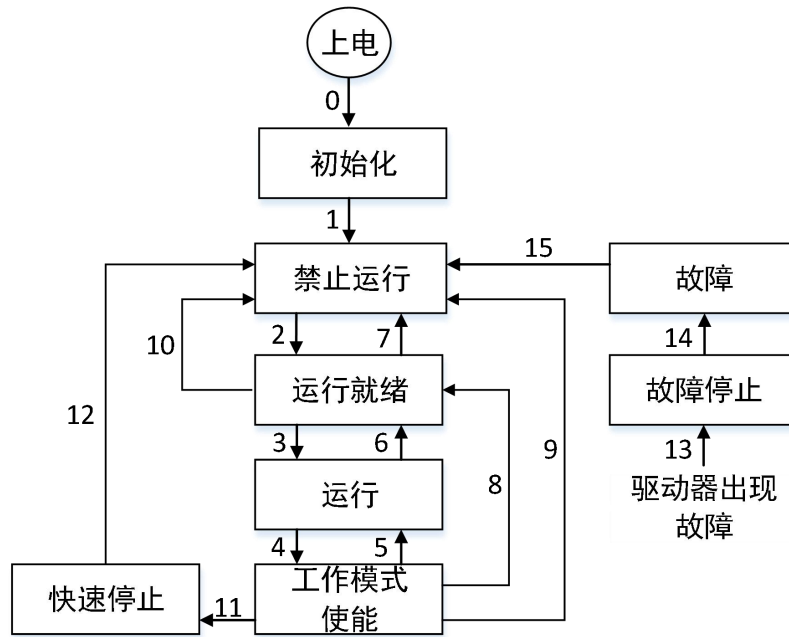 上电
0
初始化
1
15
禁止运行
故障
2
7
14
10
运行就绪
故障停止
12
3
6
8
9
13
运行
驱动器出现
故障
4
5
工作模式
使能
快速停止
11